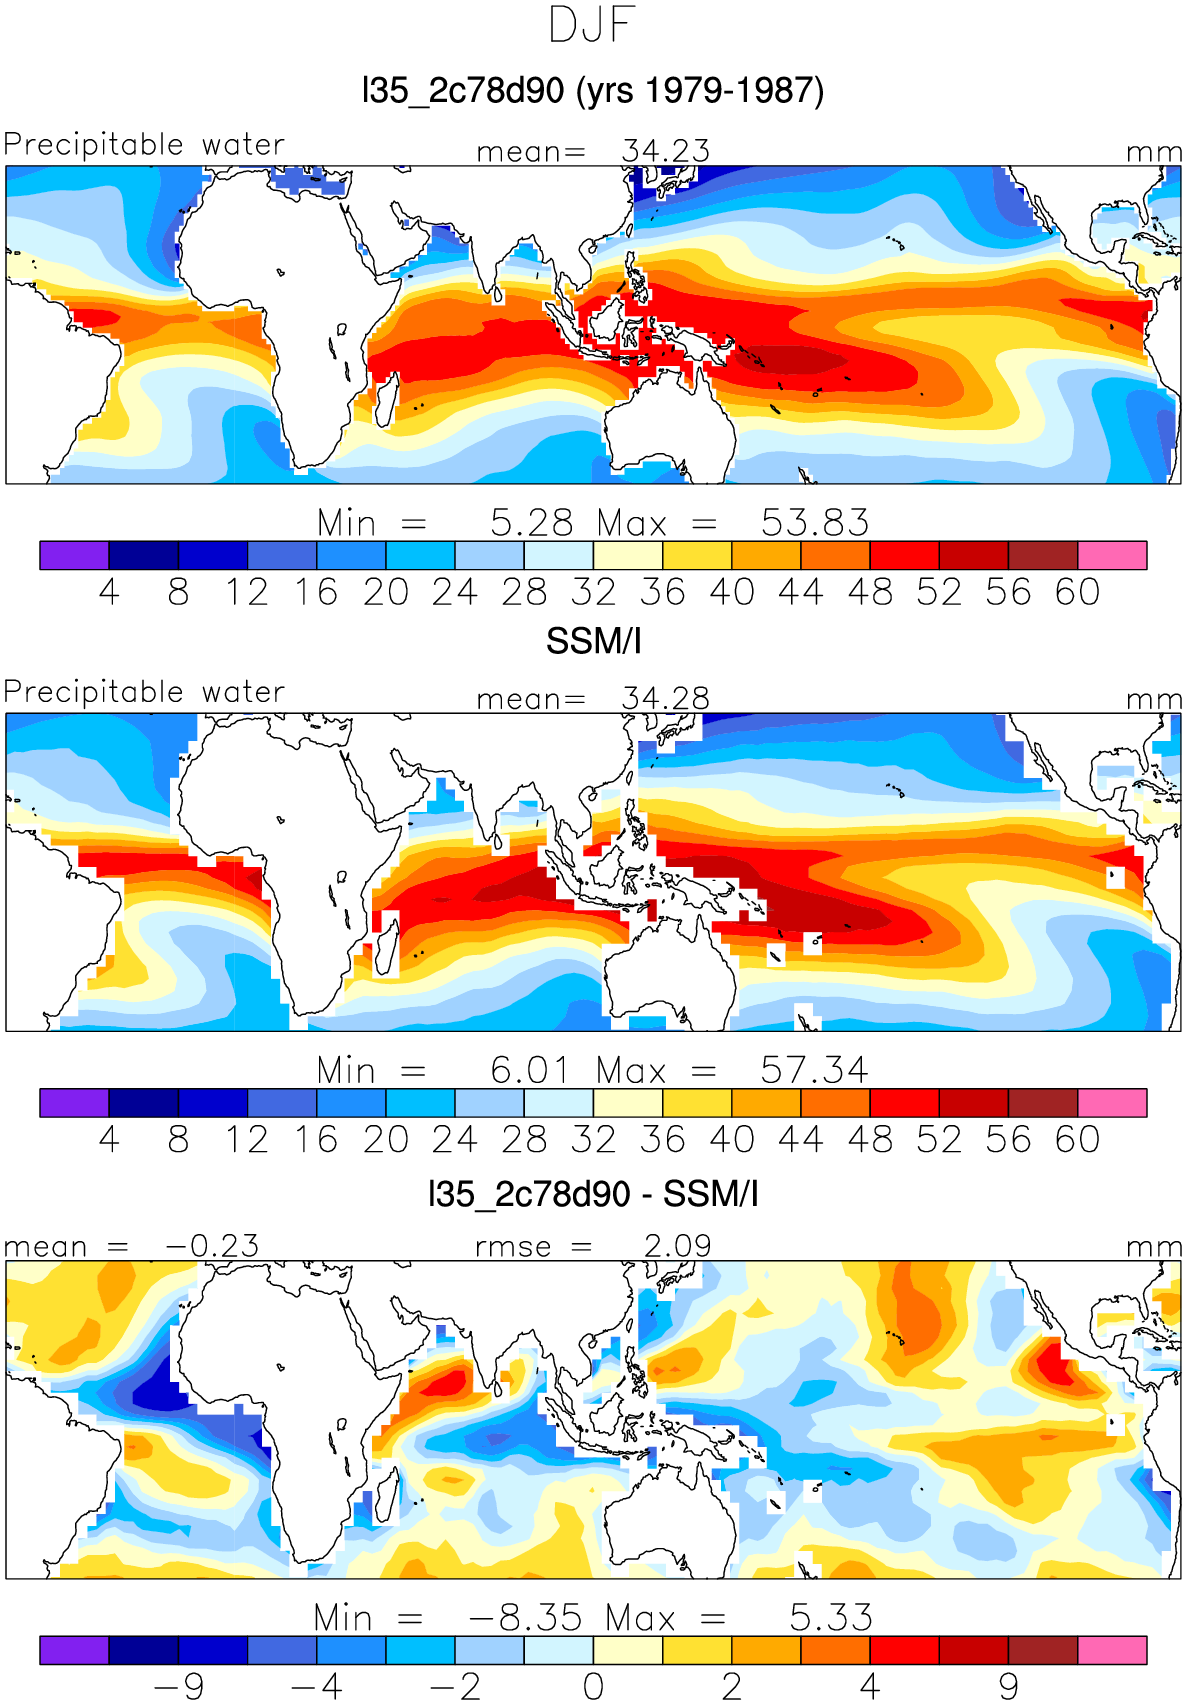 DJF
l35_2c78d90 (yrs 1979-1987)
Precipitable water mean= 34.23 mm
Min = 5.28 Max = 53.83
4 8 12 16 20 24 28 32 36 40 44 48 52 56 60
SSM/I
Precipitable water mean= 34.28 mm
Min = 6.01 Max = 57.34
4 8 12 16 20 24 28 32 36 40 44 48 52 56 60
l35_2c78d90 - SSM/I
mean = -0.23 rmse = 2.09 mm
Min = -8.35 Max = 5.33
-9 -4 -2 0 2 4 9